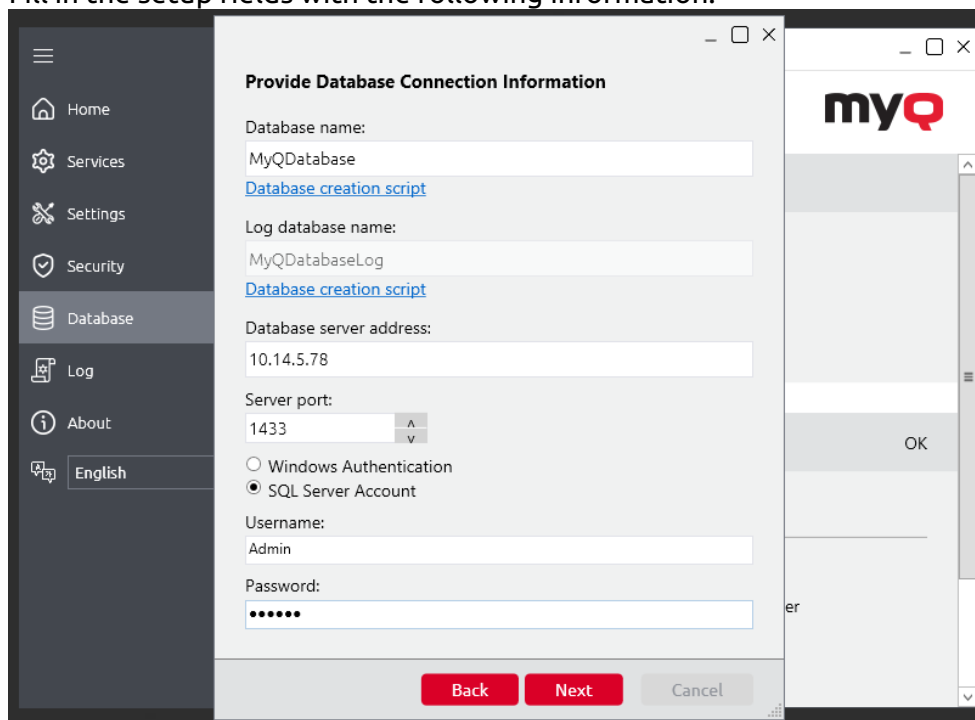 Fill in the setup fields with the following information:
Home
Services
Settings
Security
Database
Log
About
English
Provide Database Connection Information
Database name:
MyQDatabase
Database creation script
Log database name:
MyQDatabaseLog
Database creation script
Database server address:
10.14.5.78
Server port:
1433
Windows Authentication
SQL Server Account
Username:
Admin
Password:
••••••
Back Next Cancel
myQ
OK
er